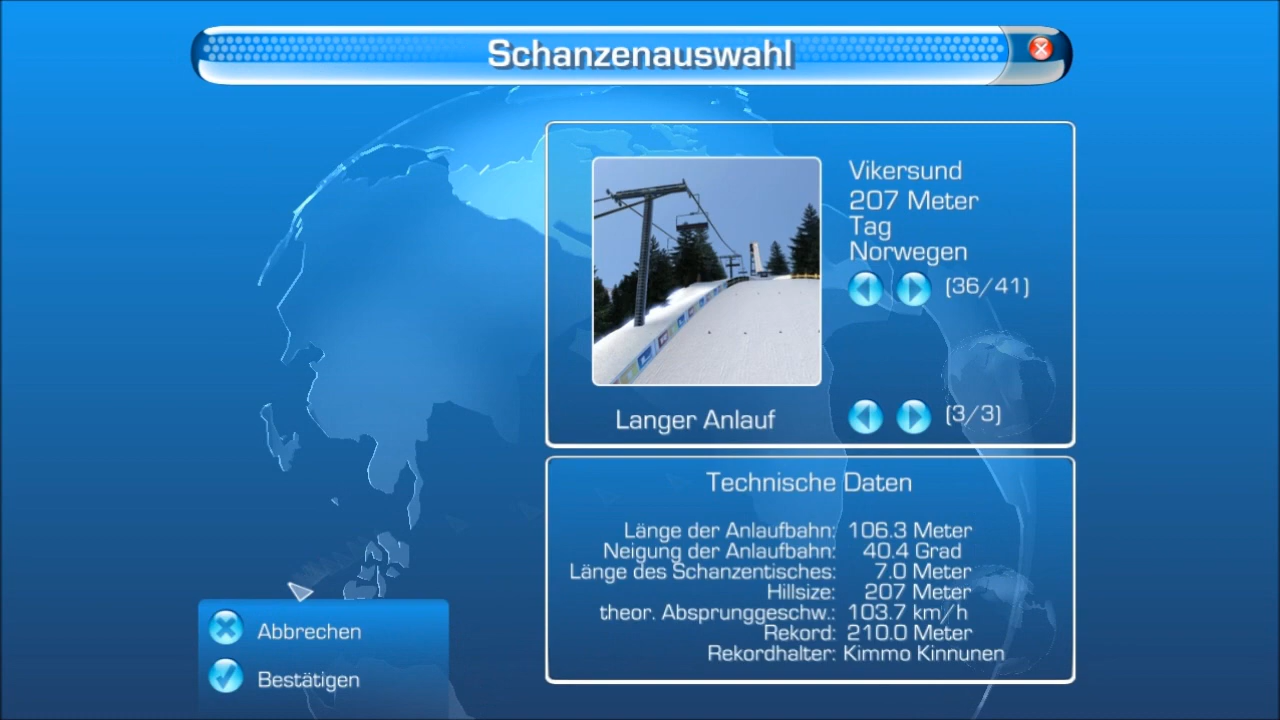 Schanzenauswahl
Vikersund
207 Meter
Tag
Norwegen
(36/41)
Langer Anlauf
(3/3)
Technische Daten
Länge der Anlaufbahn: 106.3 Meter
Neigung der Anlaufbahn: 40.4 Grad
Länge des Schanzentisches: 7.0 Meter
Hillsize: 207 Meter
theor. Absprunggeschw.: 103.7 km/h
Rekord: 210.0 Meter
Rekordhalter: Kimmo Kinnunen
Abbrechen
Bestätigen